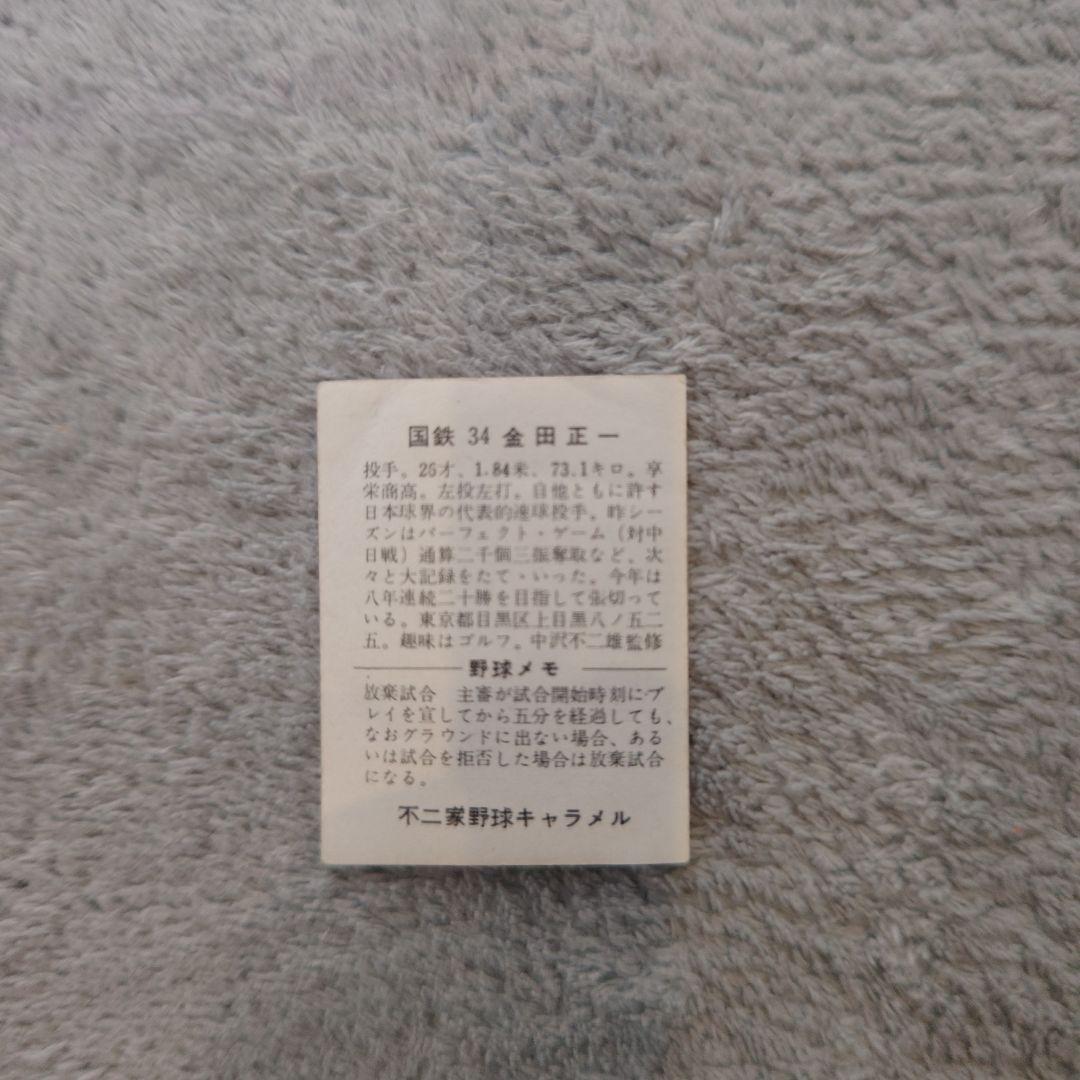 国鉄 34 金田正一
投手。26才、1.84米、73.1キロ。享
栄商高。左投左打。自他ともに許す
日本球界の代表的速球投手。昨シー
ズンはパーフェクト・ゲーム（対中
日戦）通算二千個三振奪取など、次
々と大記録をたて・いった。今年は
八年連続二十勝を目指して張切って
いる。東京都目黒区上目黒八ノ五二
五。趣味はゴルフ。中沢不二雄監修
野球メモ
放棄試合　主審が試合開始時刻にプ
レイを宣してから五分を経過しても、
なおグラウンドに出ない場合、ある
いは試合を拒否した場合は放棄試合
になる。
不二家野球キャラメル